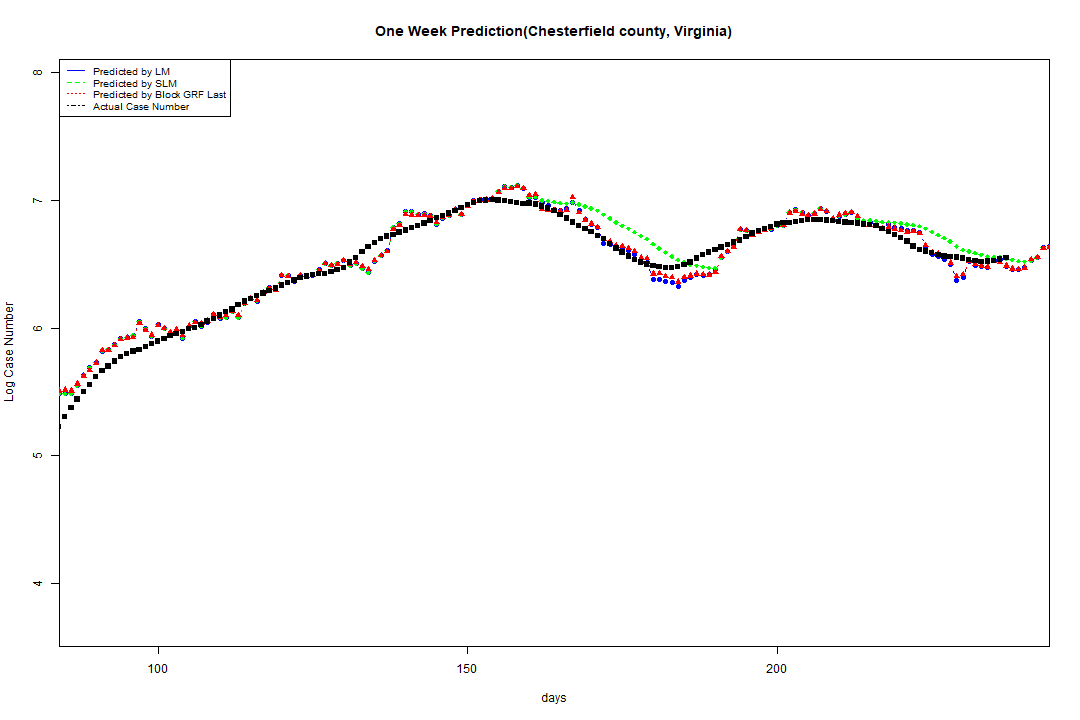 One Week Prediction(Chesterfield county, Virginia)
Predicted by LM
Predicted by SLM
Predicted by Block GRF Last
Actual Case Number
8
7
6
5
4
Log Case Number
100 150 200
days